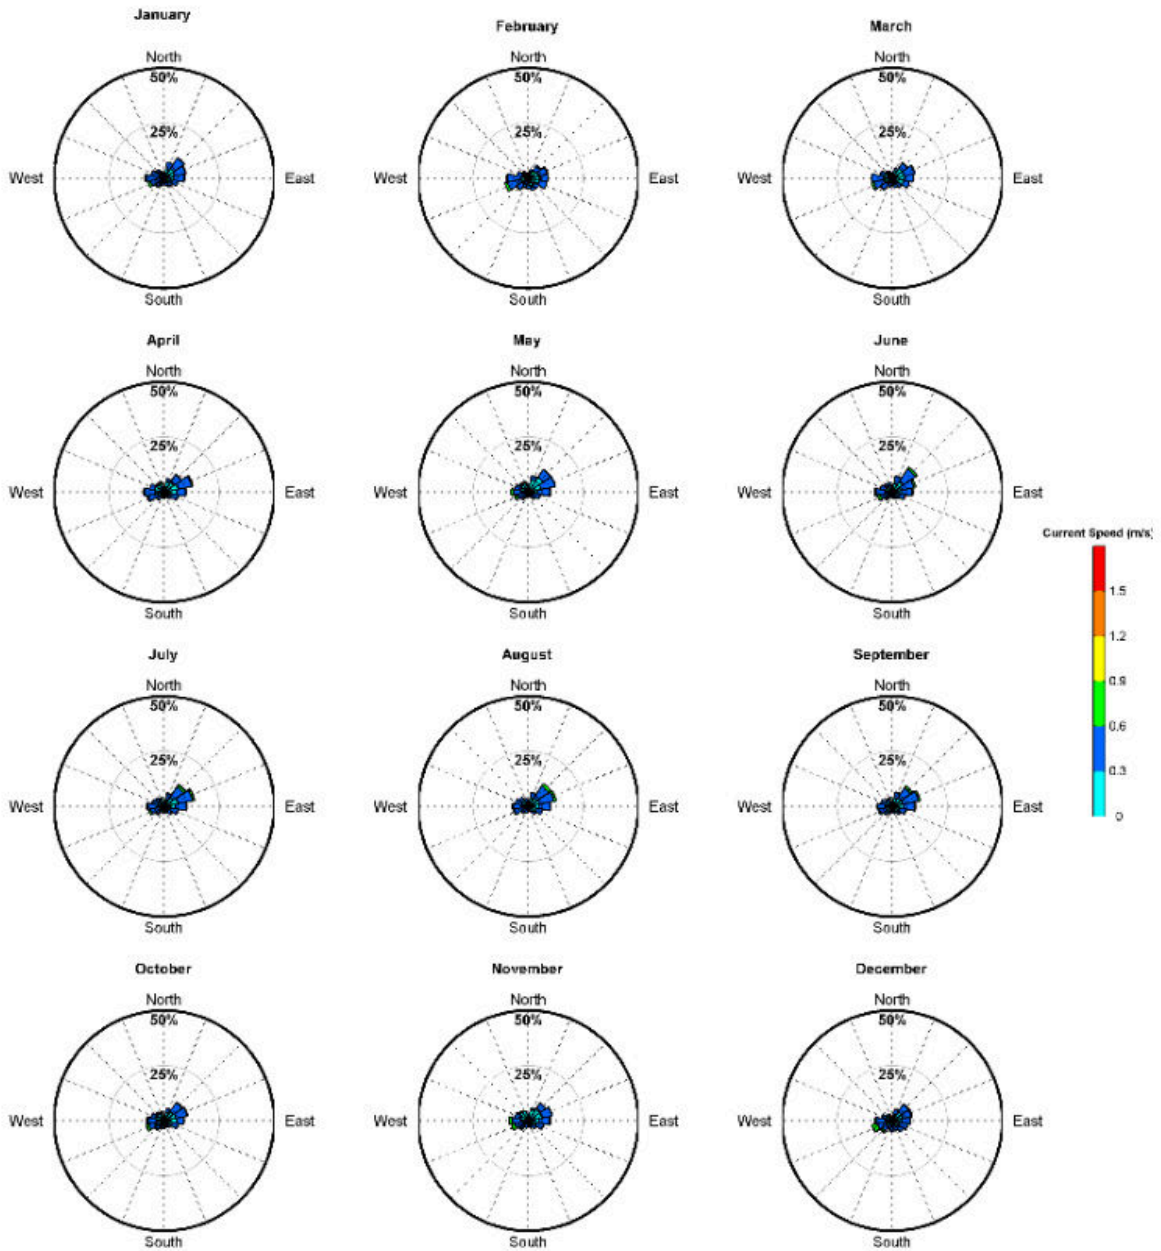 January
February
March
North
50%
25%
West
East
South
North
50%
25%
West
East
South
North
50%
25%
West
East
South
April
May
June
North
50%
25%
West
East
South
North
50%
25%
West
East
South
North
50%
25%
West
East
South
Current Speed (m/s)
1.5
1.2
0.9
0.6
0.3
0
July
August
September
North
50%
25%
West
East
South
North
50%
25%
West
East
South
North
50%
25%
West
East
South
October
November
December
North
50%
25%
West
East
South
North
50%
25%
West
East
South
North
50%
25%
West
East
South